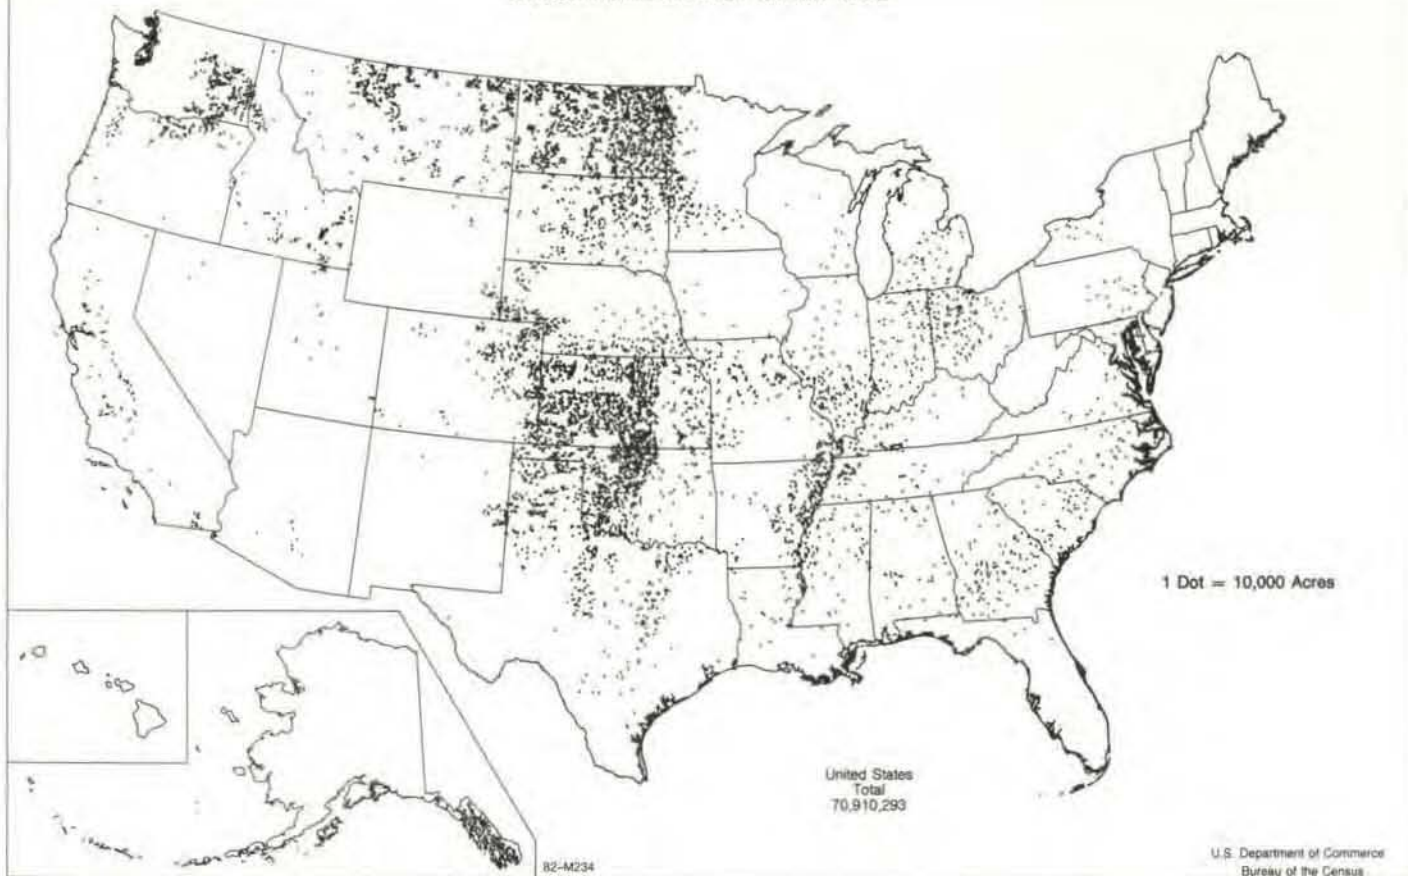 1 Dot = 10,000 Acres
United States
Total
70,910,293
82-M234
U.S. Department of Commerce
Bureau of the Census